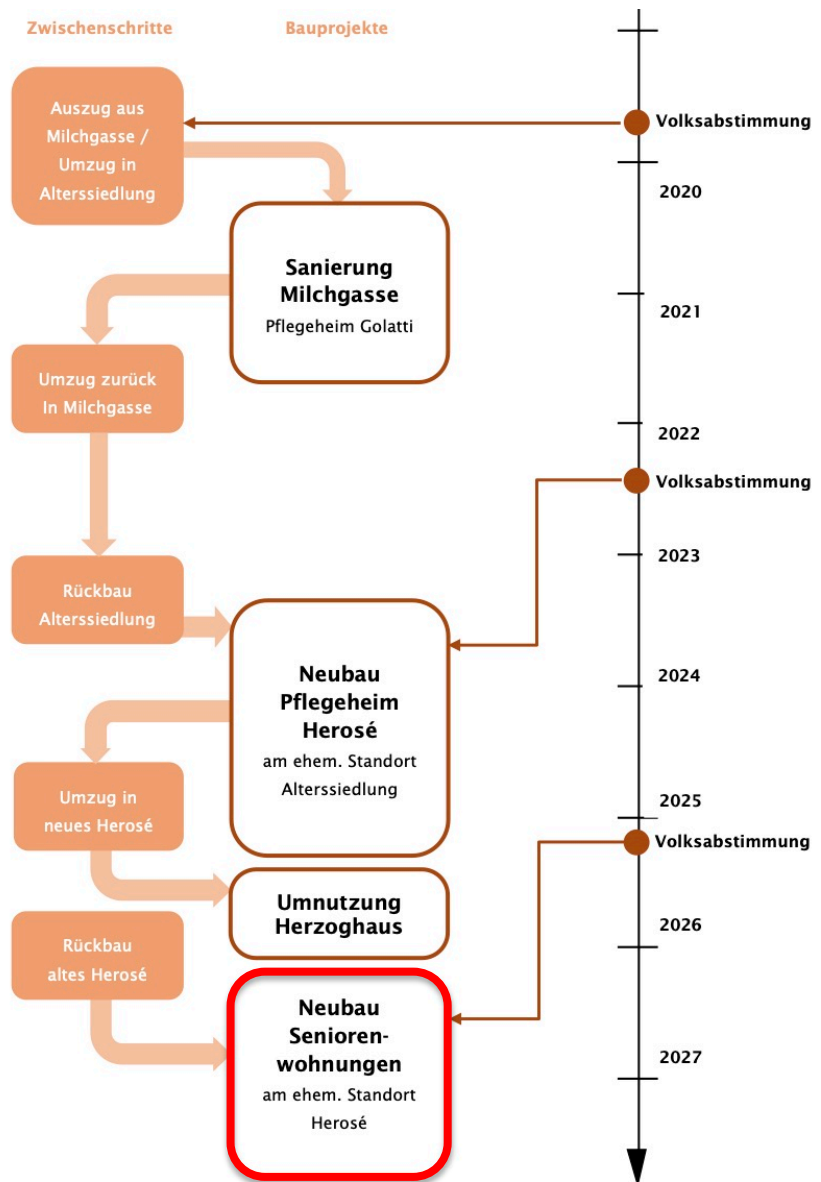 Zwischenschritte
Bauprojekte
Auszug aus
Milchgasse /
Umzug in
Alterssiedlung
Volksabstimmung
2020
Sanierung
Milchgasse
Pflegeheim Golatti
2021
Umzug zurück
In Milchgasse
2022
Volksabstimmung
2023
Rückbau
Alterssiedlung
Neubau
Pflegeheim
Herosé
am ehem. Standort
Alterssiedlung
2024
Umzug in
neues Herosé
2025
Volksabstimmung
Umnutzung
Herzoghaus
2026
Rückbau
altes Herosé
Neubau
Senioren-
wohnungen
am ehem. Standort
Herosé
2027